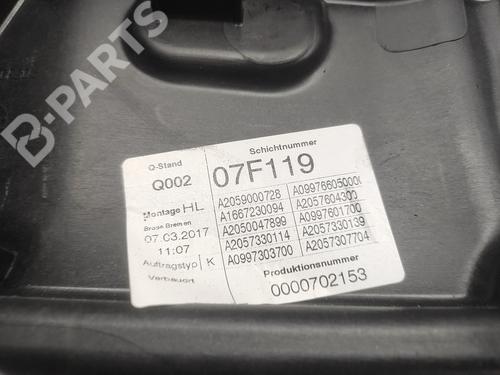 B-PARTS
Q-Stand
Q002
Schichtnummer
07F119
Montage HL
Brose Bremen
07.03.2017
11:07
Auftragstyp K
Verbauort
A2059000728 A0997605000
A1667230094 A2057604300
A2050047899 A0997601700
A2057330114 A2057330139
A0997303700 A2057307704
Produktionsnummer
0000702153